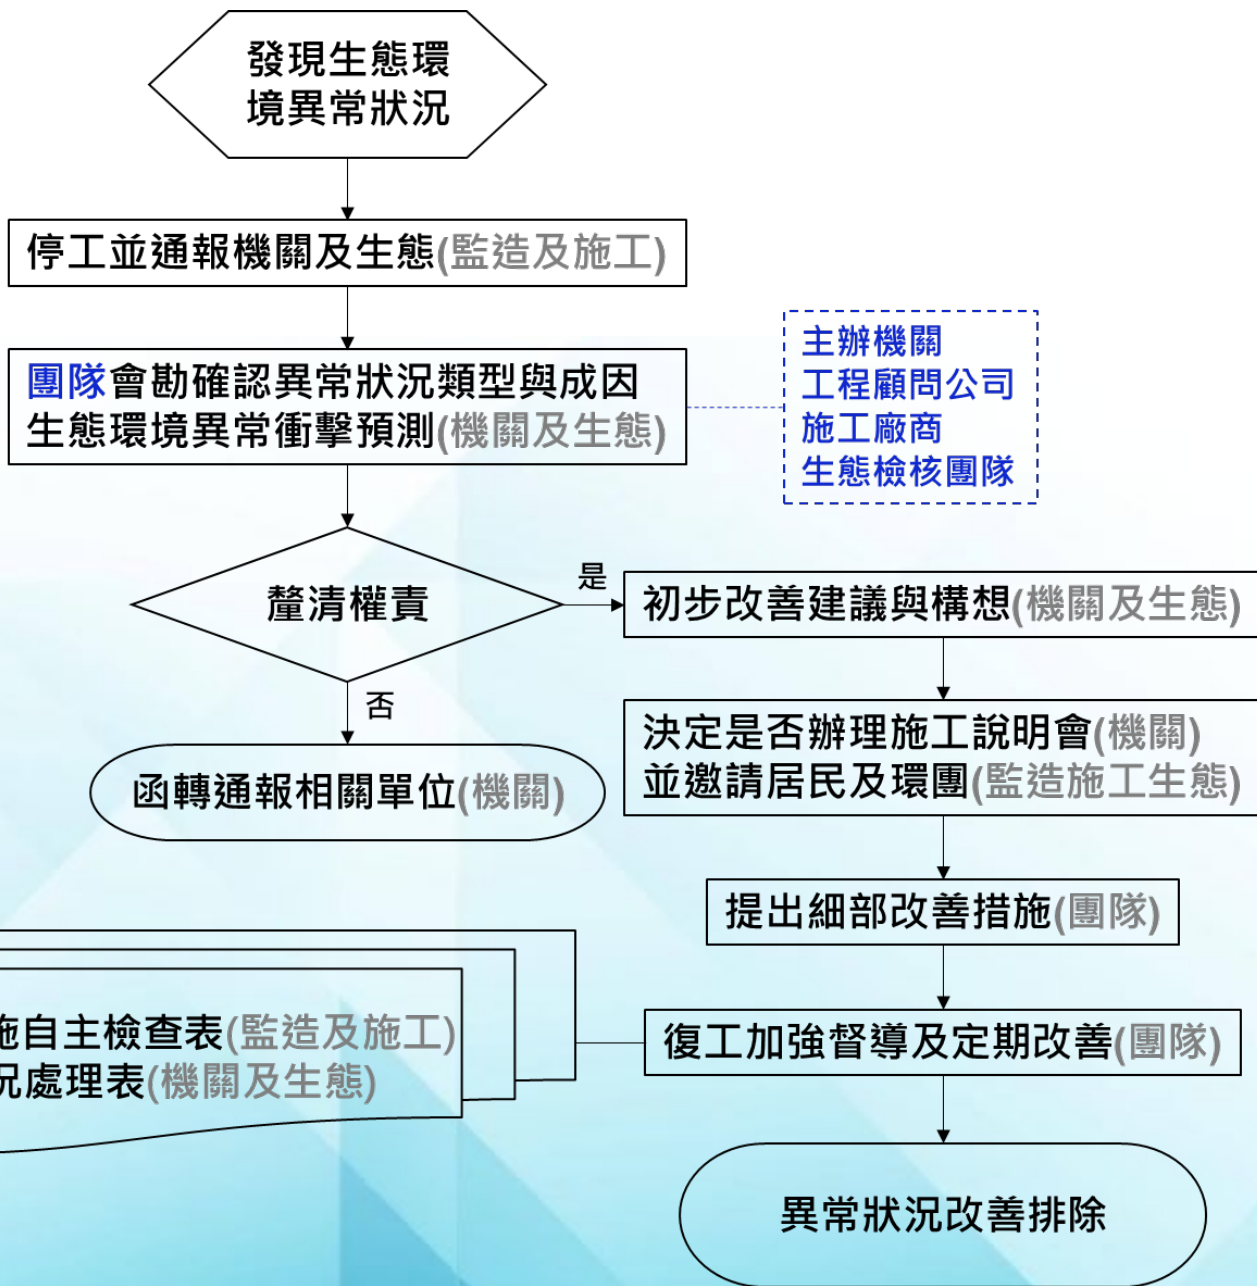 發現生態環
境異常狀況
停工並通報機關及生態(監造及施工)
團隊會勘確認異常狀況類型與成因
生態環境異常衝擊預測(機關及生態)
主辦機關
工程顧問公司
施工廠商
生態檢核團隊
釐清權責
是
初步改善建議與構想(機關及生態)
否
決定是否辦理施工說明會(機關)
並邀請居民及環團(監造施工生態)
函轉通報相關單位(機關)
提出細部改善措施(團隊)
施自主檢查表(監造及施工)
況處理表(機關及生態)
復工加強督導及定期改善(團隊)
異常狀況改善排除